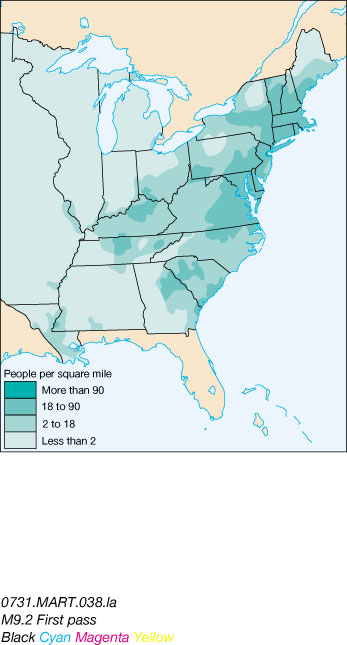 People per square mile
More than 90
18 to 90
2 to 18
Less than 2
0731.MART.038.la
M9.2 First pass
Black Cyan Magenta Yellow